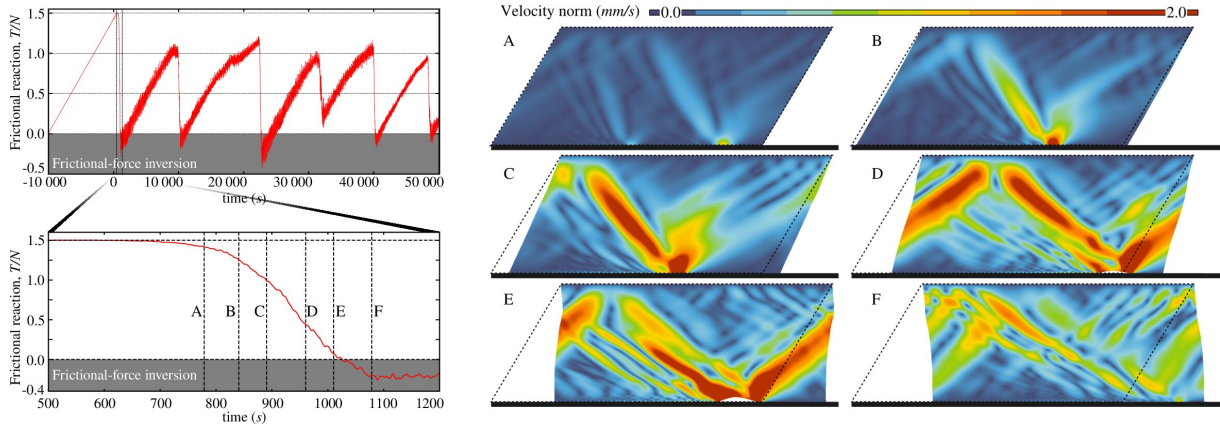 Frictional reaction, T/N
1.5
1.0
0.5
0.0
-0.5
Frictional-force inversion
-10 000
0
10 000
20 000
30 000
40 000
50 000
time (s)
Frictional reaction, T/N
1.5
1.0
0.5
0.0
-0.4
A
B
C
D
E
F
Frictional-force inversion
500
600
700
800
900
1000
1100
1200
time (s)
Velocity norm (mm/s)
0.0
2.0
A
B
C
D
E
F